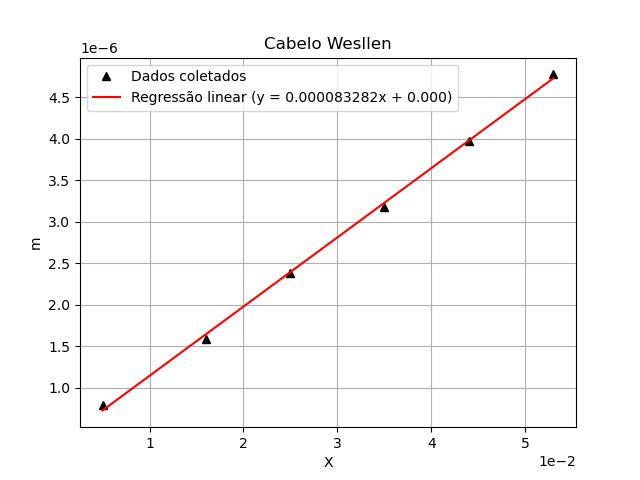 Cabelo Wesllen
1e−6
Dados coletados
Regressão linear (y = 0.000083282x + 0.000)
4.5
4.0
3.5
3.0
2.5
2.0
1.5
1.0
m
1 2 3 4 5
1e−2
X